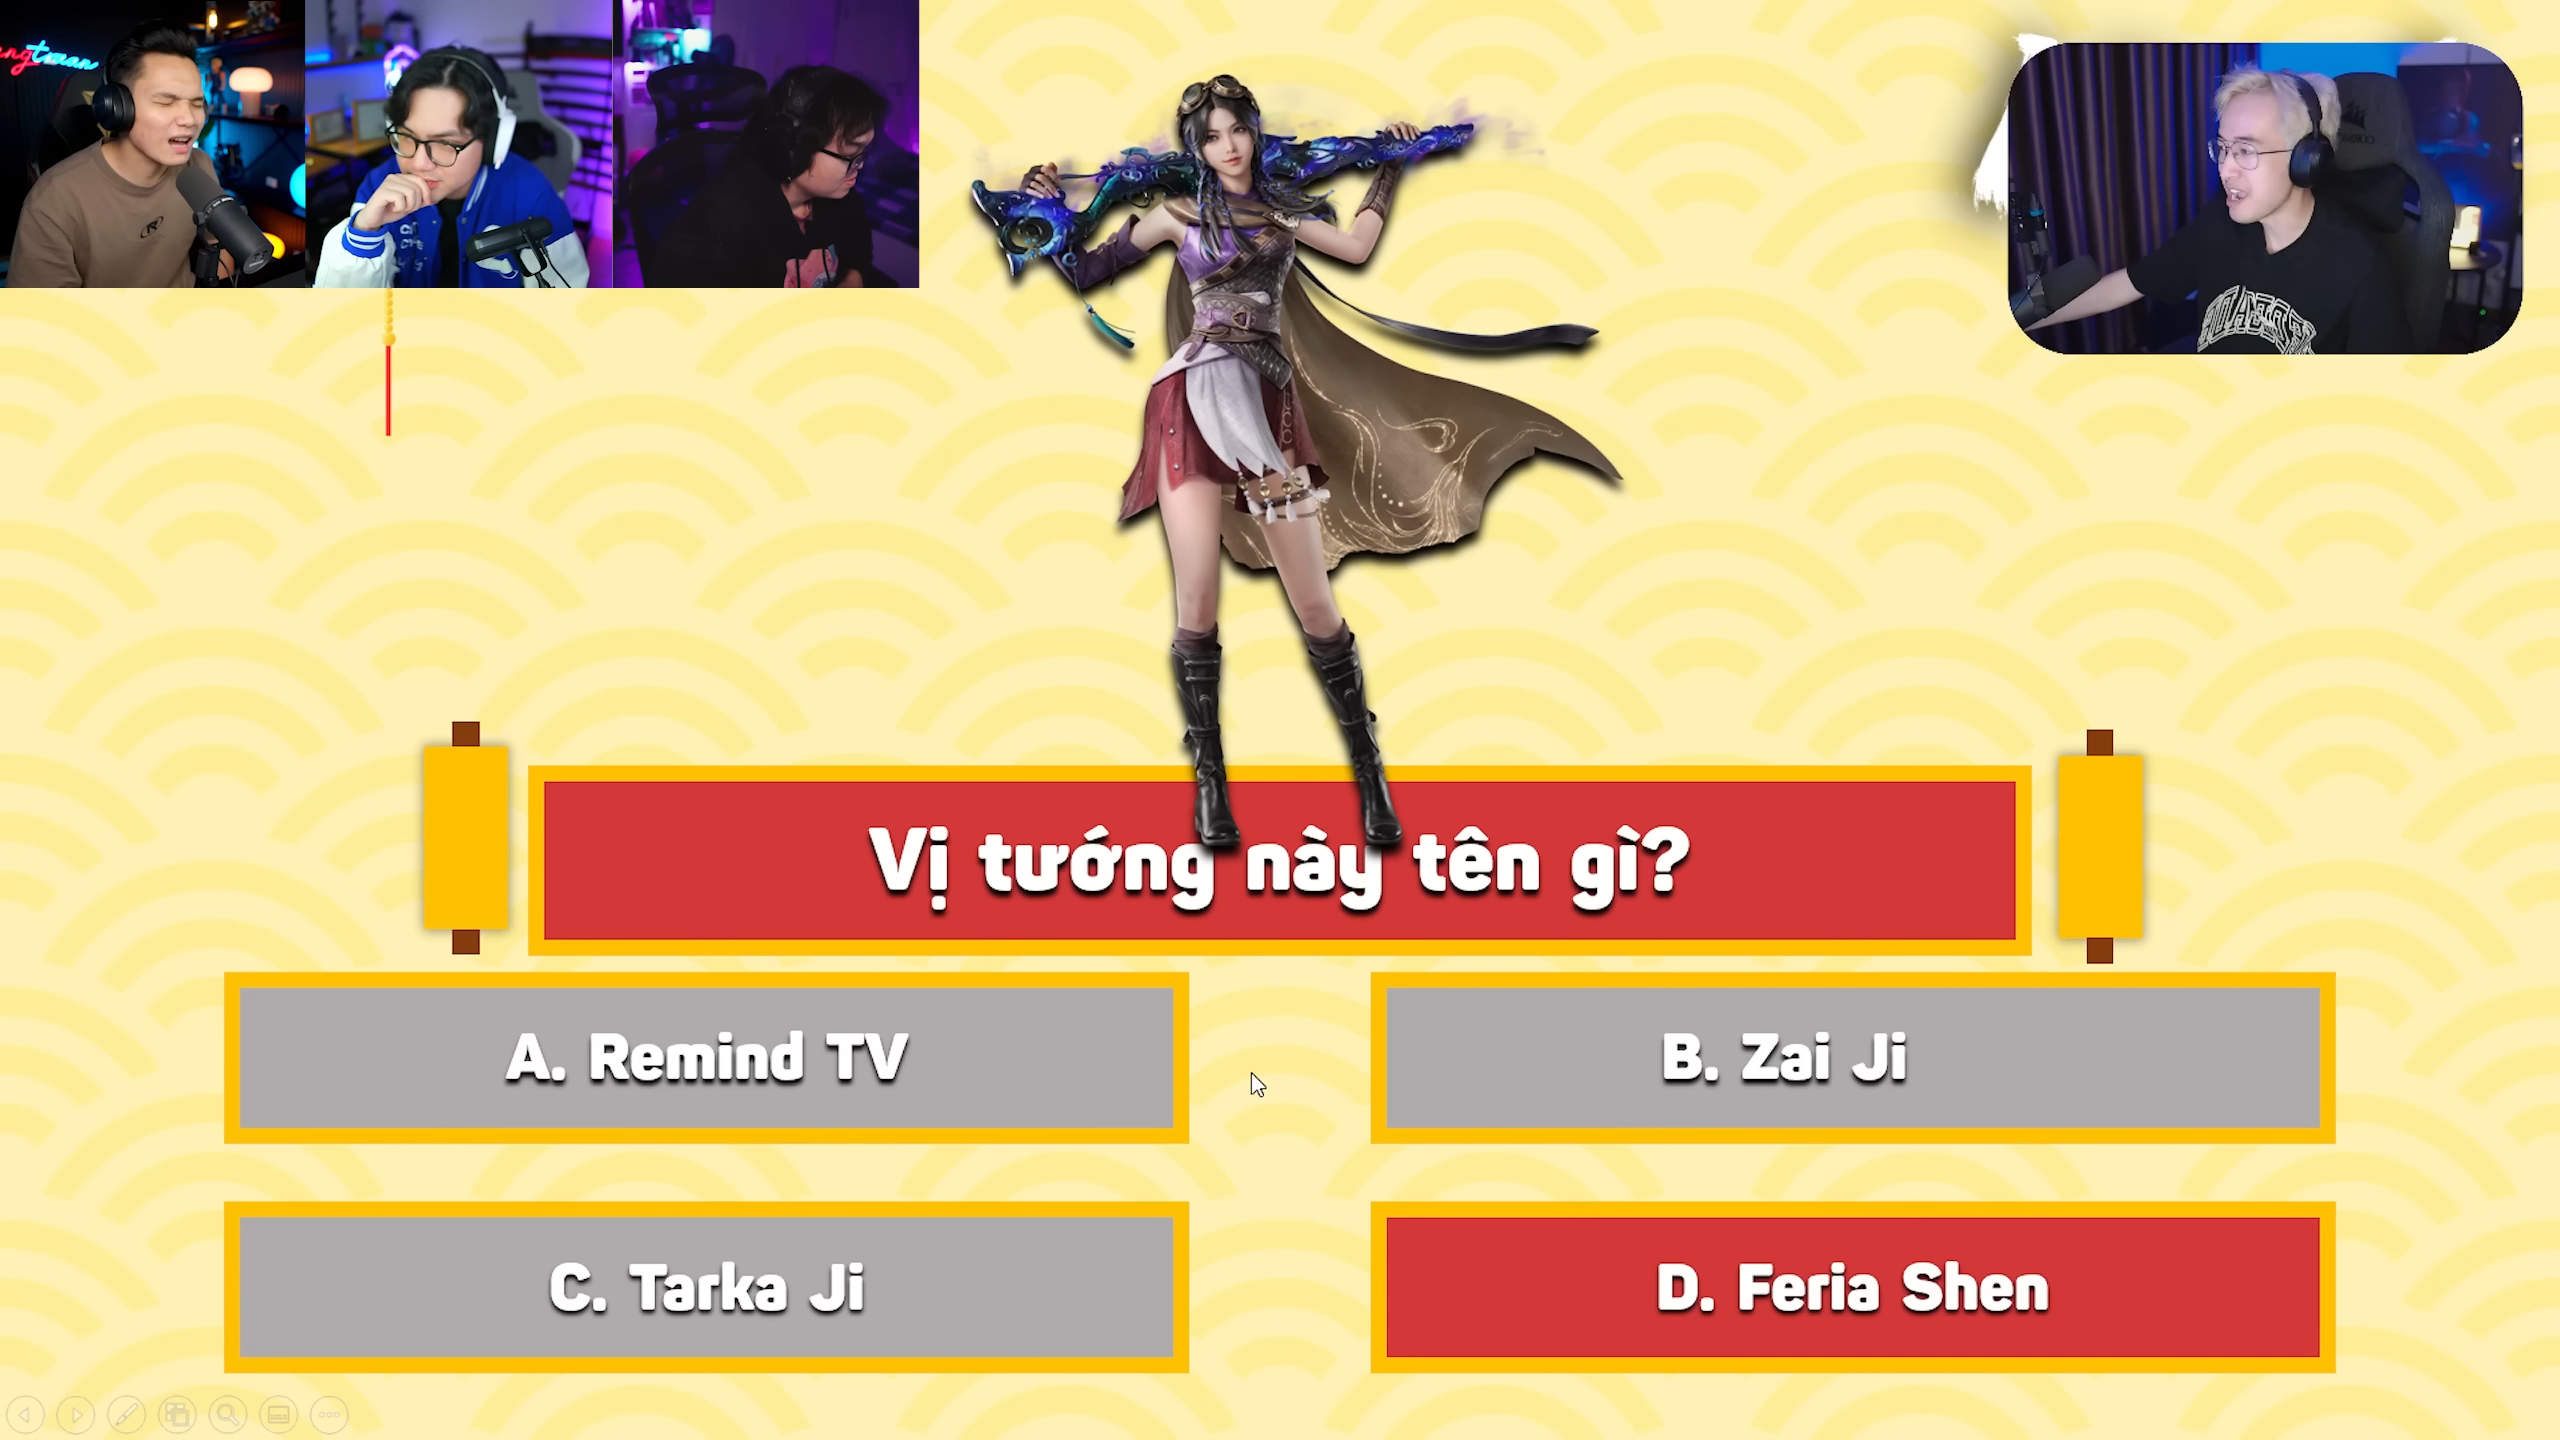 Vị tướng này tên gì?
A. Remind TV
B. Zai Ji
C. Tarka Ji
D. Feria Shen